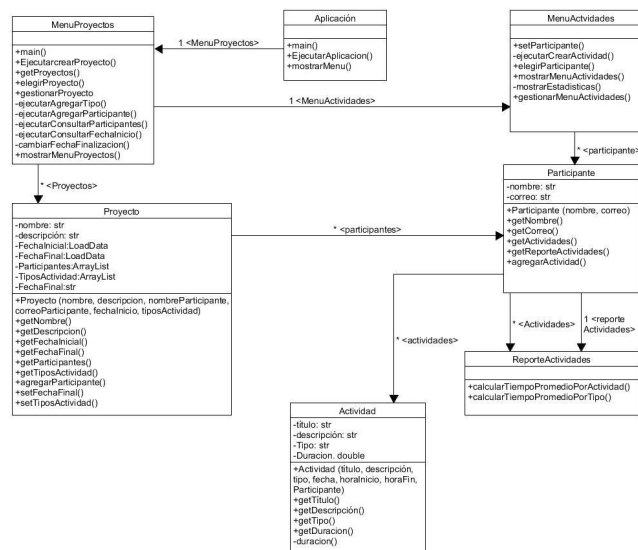 MenuProyectos
+main()
+EjecutarcrearProyecto()
+getProyectos()
+elegirProyecto()
+gestionarProyecto
-ejecutarAgregarTipo()
-ejecutarAgregarParticipante()
-ejecutarConsultarParticipantes()
-ejecutarConsultarFechaInicio()
-cambiarFechaFinalizacion()
+mostrarMenuProyectos()
1 <MenuProyectos>
Aplicación
+main()
+EjecutarAplicacion()
+mostrarMenu()
MenuActvidades
+setParticipante()
-ejecutarCrearActividad()
+elegirParticipante()
+mostrarMenuActividades()
-mostrarEstadisticas()
+gestionarMenuActividades()
1 <MenuActividades>
* <participante>
* <Proyectos>
Proyecto
-nombre: str
-descripción: str
-FechaInicial:LoadData
-FechaFinal:LoadData
-Participantes:ArrayList
-TiposActividad:ArrayList
-FechaFinal:str
+Proyecto (nombre, descripcion, nombreParticipante,
correoParticipante, fechaInicio, tiposActividad)
+getNombre()
+getDescripcion()
+getFechaInicial()
+getFechaFinal()
+getParticipantes()
+getTiposActividad()
+agregarParticipante()
+setFechaFinal()
+setTiposActividad()
* <participantes>
Participante
-nombre: str
-correo: str
+Participante (nombre, correo)
+getNombre()
+getCorreo()
+getActividades()
+getReporteActividades()
+agregarActividad()
* <actividades>
* <Actividades>
1 <reporte
Actividades>
ReporteActividades
+calcularTiempoPromedioPorActividad()
+calcularTiempoPromedioPorTipo()
Actividad
-título: str
-descripción: str
-Tipo: str
-Duracion. double
+Actividad (título, descripción,
tipo, fecha, horaInicio, horaFin,
Participante)
+getTitulo()
+getDescripción()
+getTipo()
+getDuracion()
-duracion()